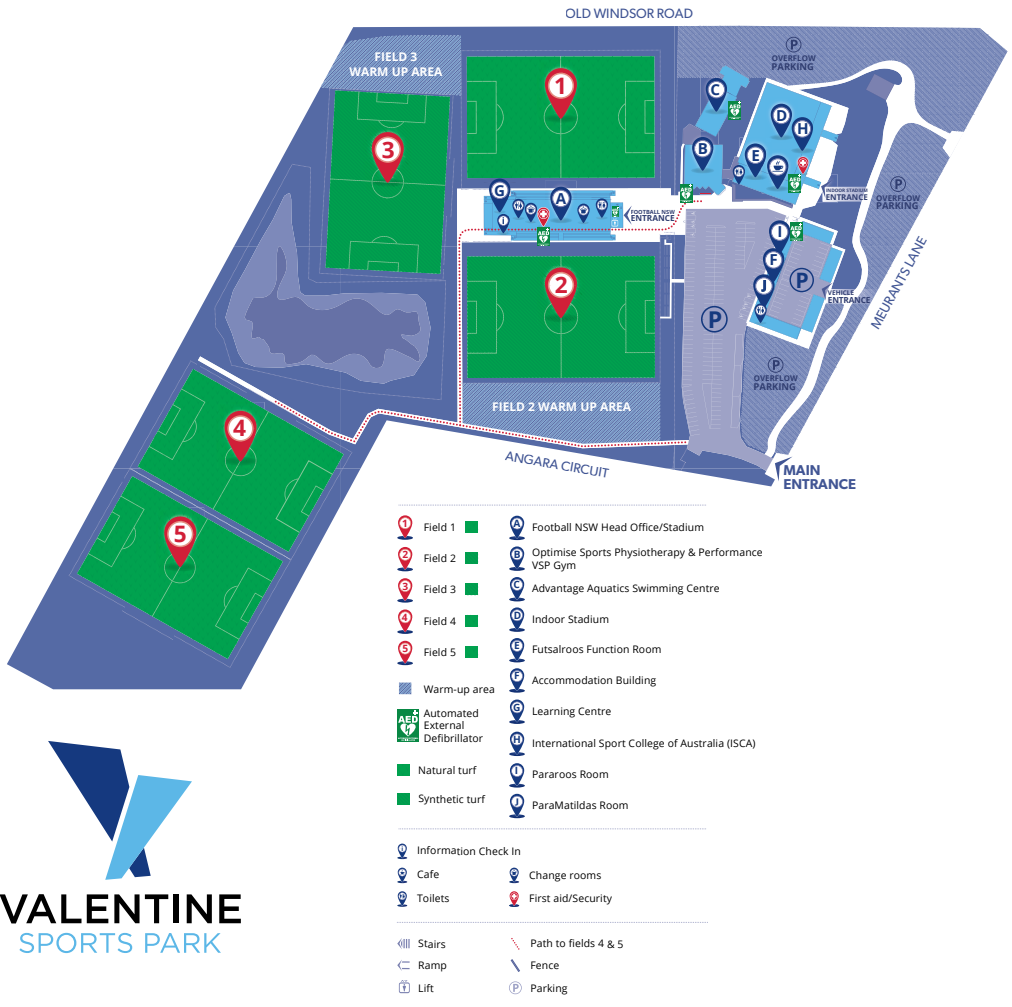 OLD WINDSOR ROAD
FIELD 3
WARM UP AREA
P
OVERFLOW
PARKING
1
C
AED
D
H
3
B
E
AED
AED
P
OVERFLOW
PARKING
INDOOR STADIUM
ENTRANCE
G
A
i
FOOTBALL NSW
ENTRANCE
AED
I
AED
F
P
J
VEHICLE
ENTRANCE
MEURANTS LANE
2
P
P
OVERFLOW
PARKING
FIELD 2 WARM UP AREA
4
ANGARA CIRCUIT
MAIN
ENTRANCE
5
1 Field 1
2 Field 2
3 Field 3
4 Field 4
5 Field 5
Warm-up area
AED
Automated
External
Defibrillator
Natural turf
Synthetic turf
A Football NSW Head Office/Stadium
B Optimise Sports Physiotherapy & Performance
VSP Gym
C Advantage Aquatics Swimming Centre
D Indoor Stadium
E Futsalroos Function Room
F Accommodation Building
G Learning Centre
H International Sport College of Australia (ISCA)
I Pararoos Room
J ParaMatildas Room
i Information Check In
Cafe
Change rooms
Toilets
First aid/Security
Stairs
Path to fields 4 & 5
Ramp
Fence
Lift
P Parking
VALENTINE
SPORTS PARK